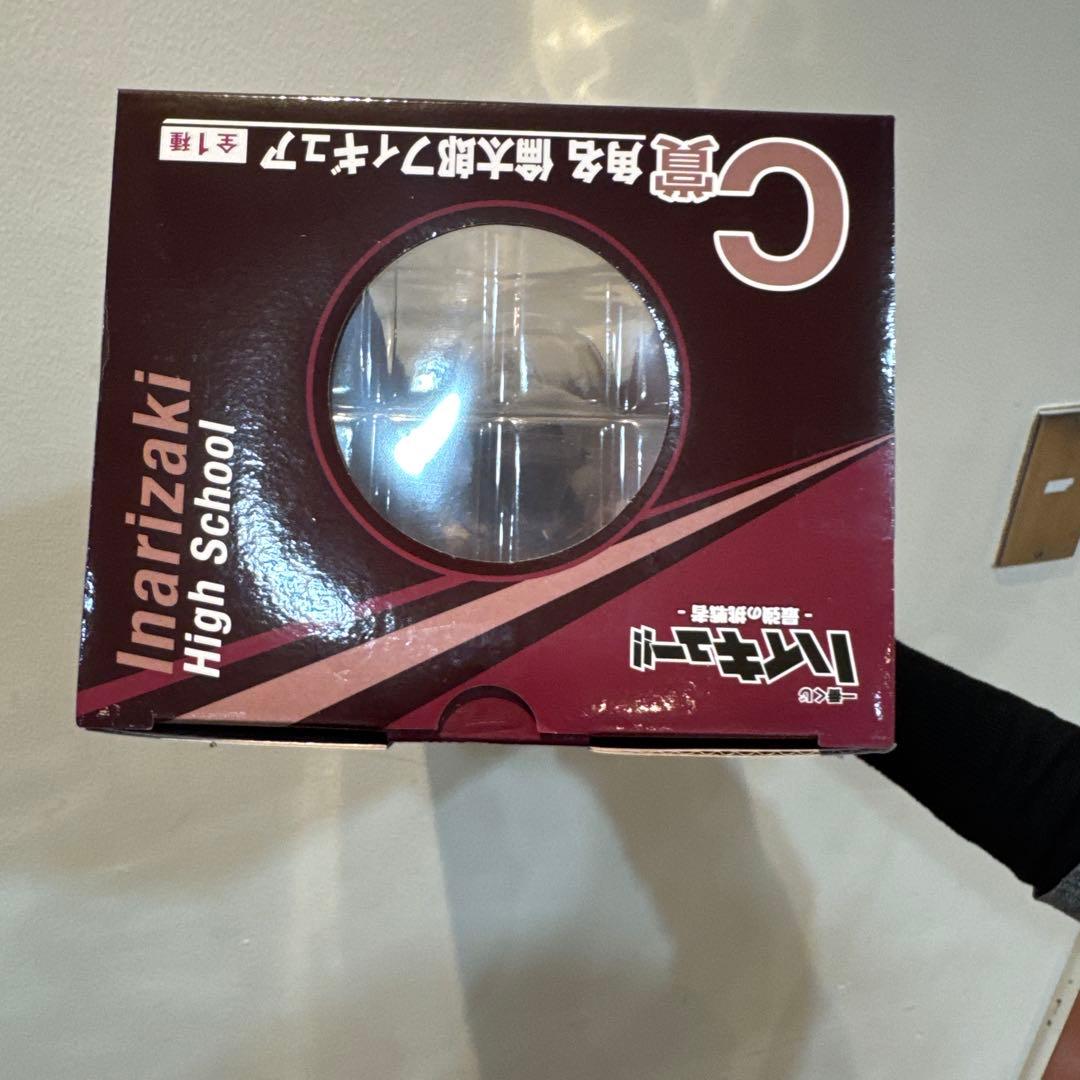 C賞
角名 倫太郎フィギュア
全1種
Inarizaki
High School
一番くじ
ハイキュー!!
- 最強の挑戦者 -